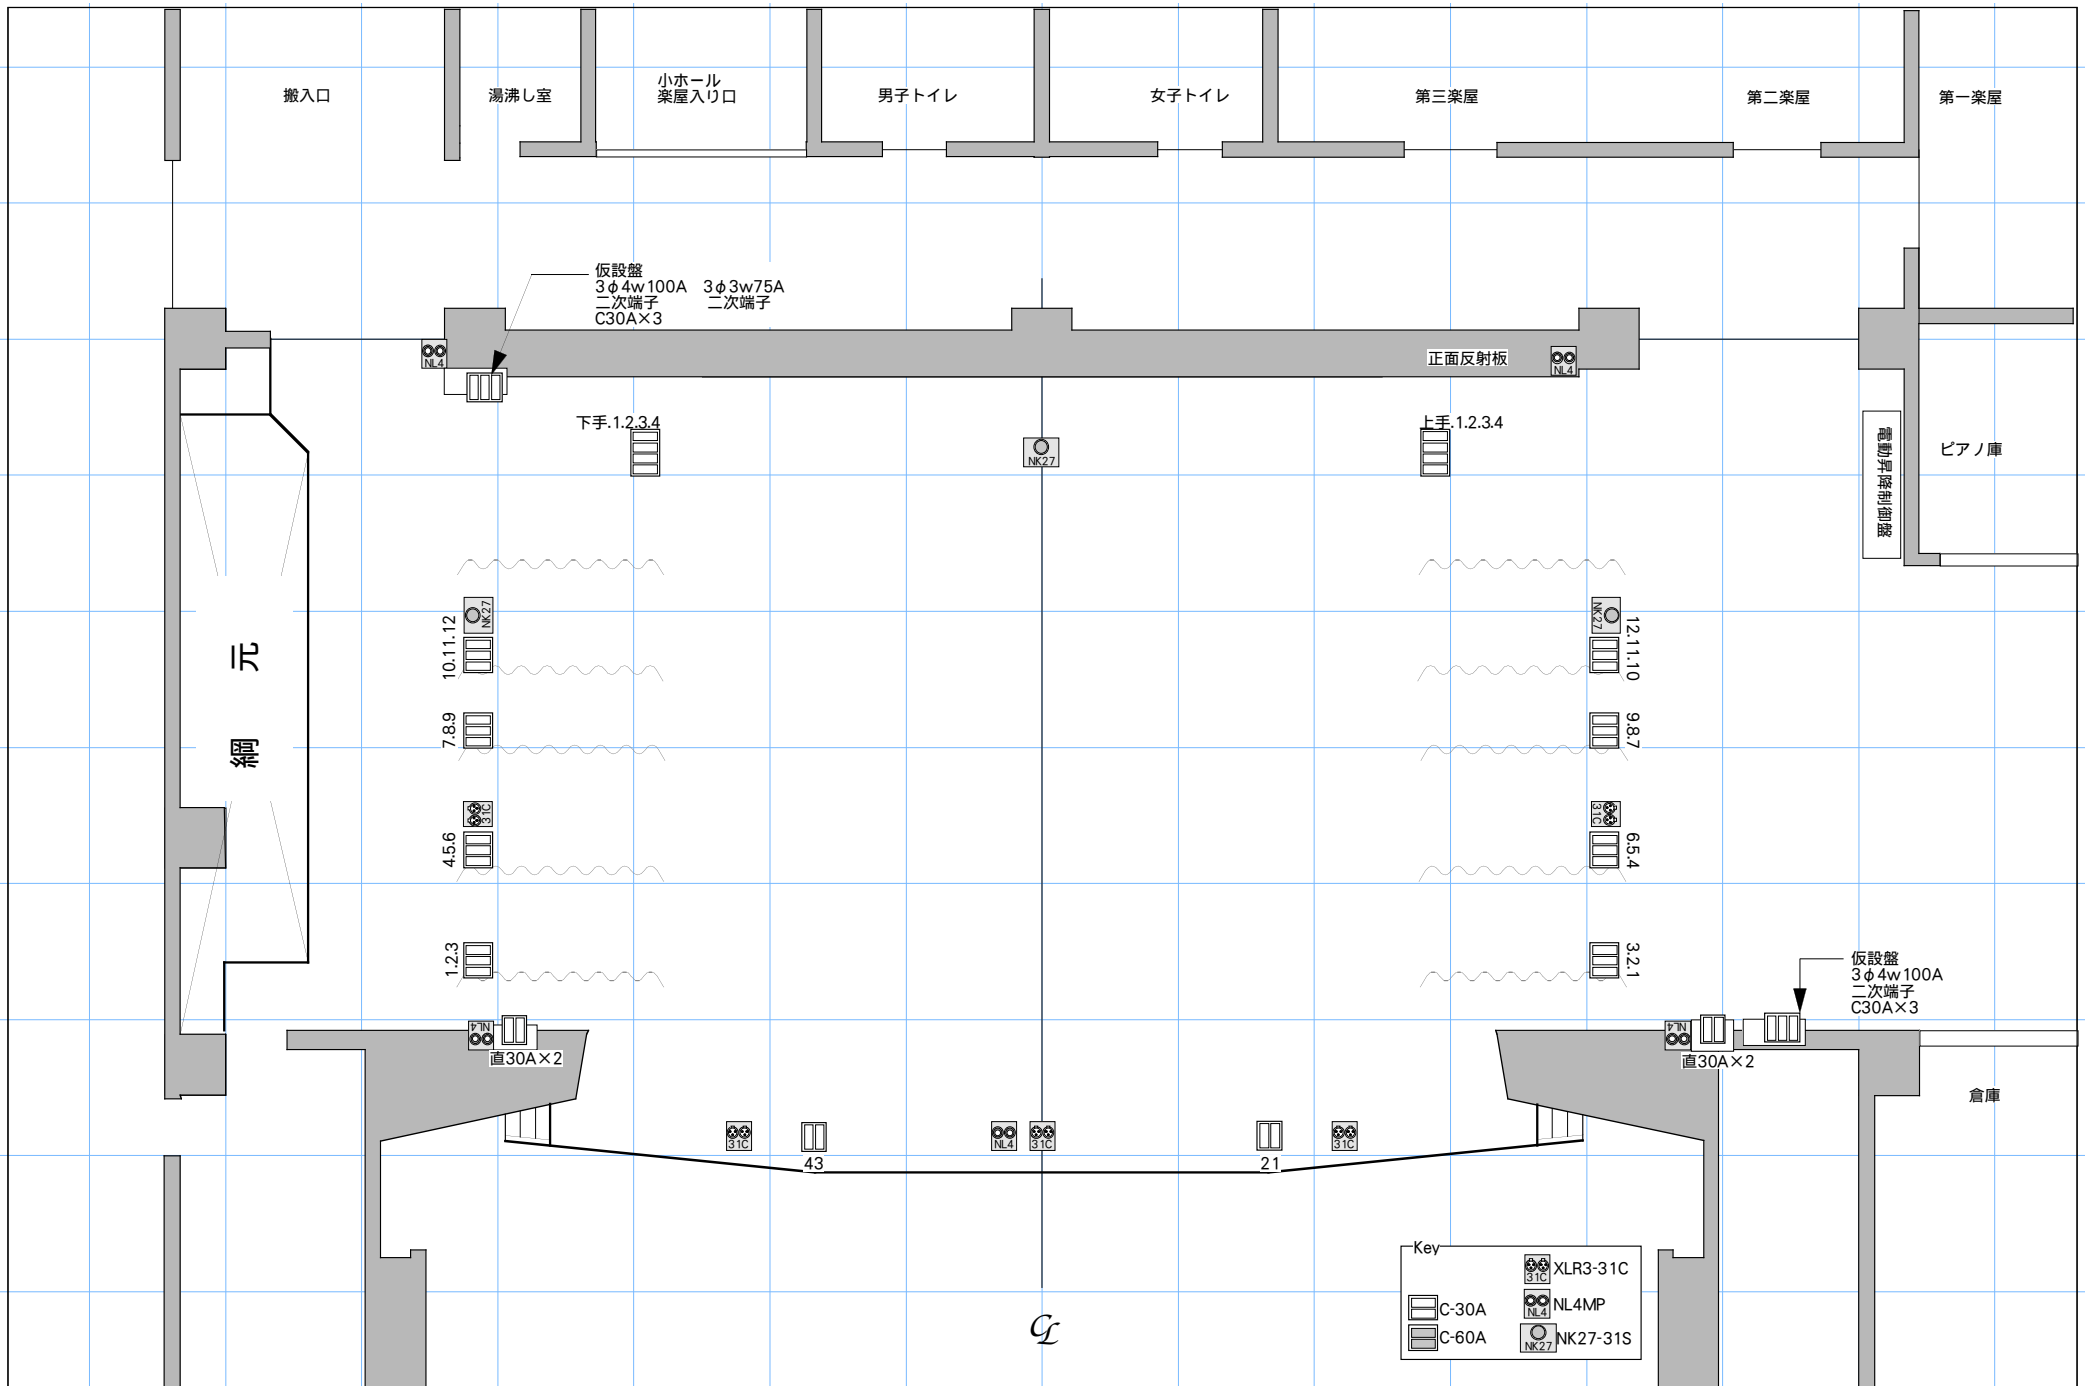 搬入口
湯沸し室
小ホール
楽屋入り口
男子トイレ
女子トイレ
第三楽屋
第二楽屋
第一楽屋
仮設盤
3φ4w100A 3φ3w75A
二次端子 二次端子
C30A×3
NL4
正面反射板
NL4
下手.1.2.3.4
NK27
上手.1.2.3.4
電動昇降制御盤
ピアノ庫
元
綱
NK27
10.11.12
7.8.9
31C
4.5.6
1.2.3
NK27
12.11.10
9.8.7
31C
6.5.4
3.2.1
仮設盤
3φ4w100A
二次端子
C30A×3
NL4
直30A×2
NL4
直30A×2
倉庫
31C
43
NL4
31C
21
31C
Key
31C XLR3-31C
C-30A
NL4 NL4MP
C-60A
NK27 NK27-31S
CL